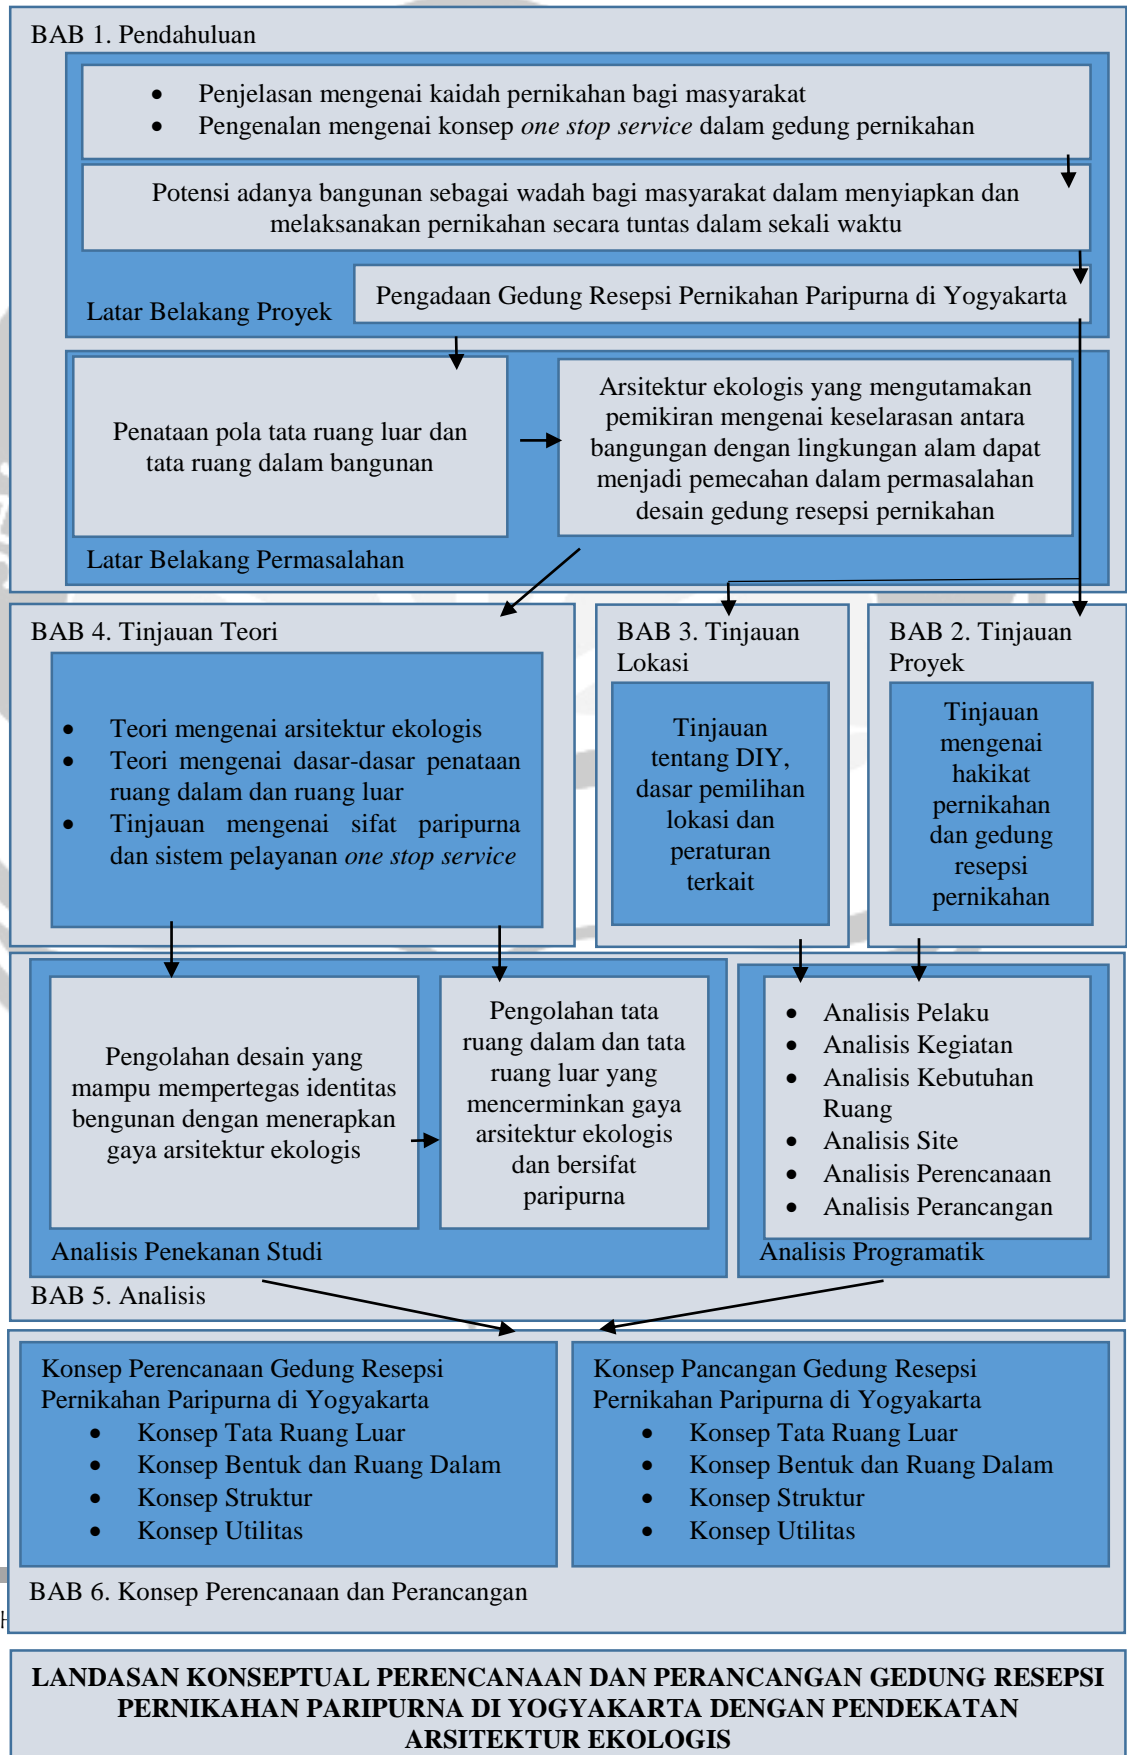 BAB 1. Pendahuluan
• Penjelasan mengenai kaidah pernikahan bagi masyarakat
• Pengenalan mengenai konsep one stop service dalam gedung pernikahan
Potensi adanya bangunan sebagai wadah bagi masyarakat dalam menyiapkan dan
melaksanakan pernikahan secara tuntas dalam sekali waktu
Pengadaan Gedung Resepsi Pernikahan Paripurna di Yogyakarta
Latar Belakang Proyek
Penataan pola tata ruang luar dan
tata ruang dalam bangunan
Arsitektur ekologis yang mengutamakan
pemikiran mengenai keselarasan antara
bangungan dengan lingkungan alam dapat
menjadi pemecahan dalam permasalahan
desain gedung resepsi pernikahan
Latar Belakang Permasalahan
BAB 4. Tinjauan Teori
• Teori mengenai arsitektur ekologis
• Teori mengenai dasar-dasar penataan
ruang dalam dan ruang luar
• Tinjauan mengenai sifat paripurna
dan sistem pelayanan one stop service
BAB 3. Tinjauan
Lokasi
Tinjauan
tentang DIY,
dasar pemilihan
lokasi dan
peraturan
terkait
BAB 2. Tinjauan
Proyek
Tinjauan
mengenai
hakikat
pernikahan
dan gedung
resepsi
pernikahan
Pengolahan desain yang
mampu mempertegas identitas
bengunan dengan menerapkan
gaya arsitektur ekologis
Pengolahan tata
ruang dalam dan tata
ruang luar yang
mencerminkan gaya
arsitektur ekologis
dan bersifat
paripurna
Analisis Penekanan Studi
• Analisis Pelaku
• Analisis Kegiatan
• Analisis Kebutuhan
Ruang
• Analisis Site
• Analisis Perencanaan
• Analisis Perancangan
Analisis Programatik
BAB 5. Analisis
Konsep Perencanaan Gedung Resepsi
Pernikahan Paripurna di Yogyakarta
• Konsep Tata Ruang Luar
• Konsep Bentuk dan Ruang Dalam
• Konsep Struktur
• Konsep Utilitas
Konsep Pancangan Gedung Resepsi
Pernikahan Paripurna di Yogyakarta
• Konsep Tata Ruang Luar
• Konsep Bentuk dan Ruang Dalam
• Konsep Struktur
• Konsep Utilitas
BAB 6. Konsep Perencanaan dan Perancangan
LANDASAN KONSEPTUAL PERENCANAAN DAN PERANCANGAN GEDUNG RESEPSI
PERNIKAHAN PARIPURNA DI YOGYAKARTA DENGAN PENDEKATAN
ARSITEKTUR EKOLOGIS